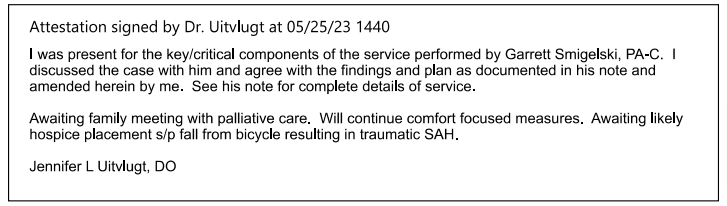 Attestation signed by Dr. Uitvlugt at 05/25/23 1440
I was present for the key/critical components of the service performed by Garrett Smigelski, PA-C. I
discussed the case with him and agree with the findings and plan as documented in his note and
amended herein by me. See his note for complete details of service.
Awaiting family meeting with palliative care. Will continue comfort focused measures. Awaiting likely
hospice placement s/p fall from bicycle resulting in traumatic SAH.
Jennifer L Uitvlugt, DO